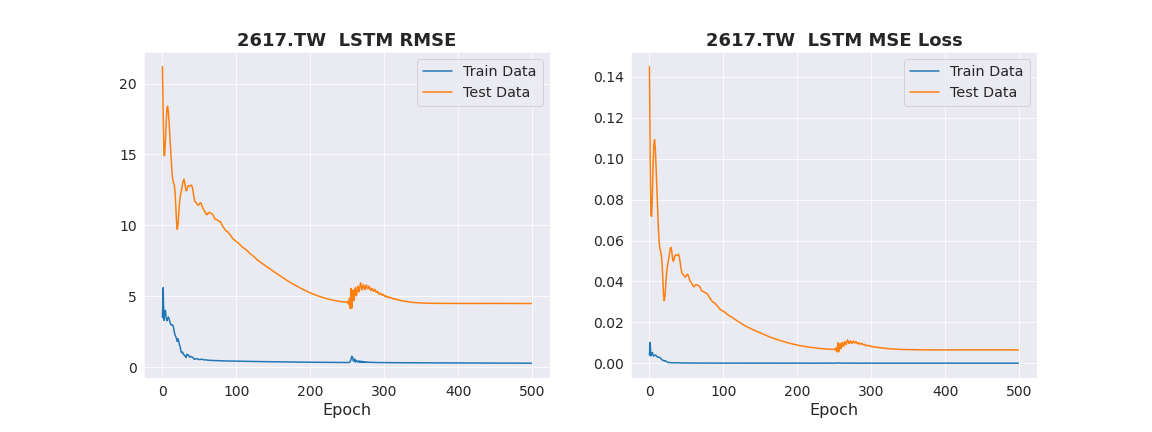 2617.TW  LSTM RMSE
Train Data
Test Data
20
15
10
5
0
0 100 200 300 400 500
Epoch
2617.TW  LSTM MSE Loss
Train Data
Test Data
0.14
0.12
0.10
0.08
0.06
0.04
0.02
0.00
0 100 200 300 400 500
Epoch